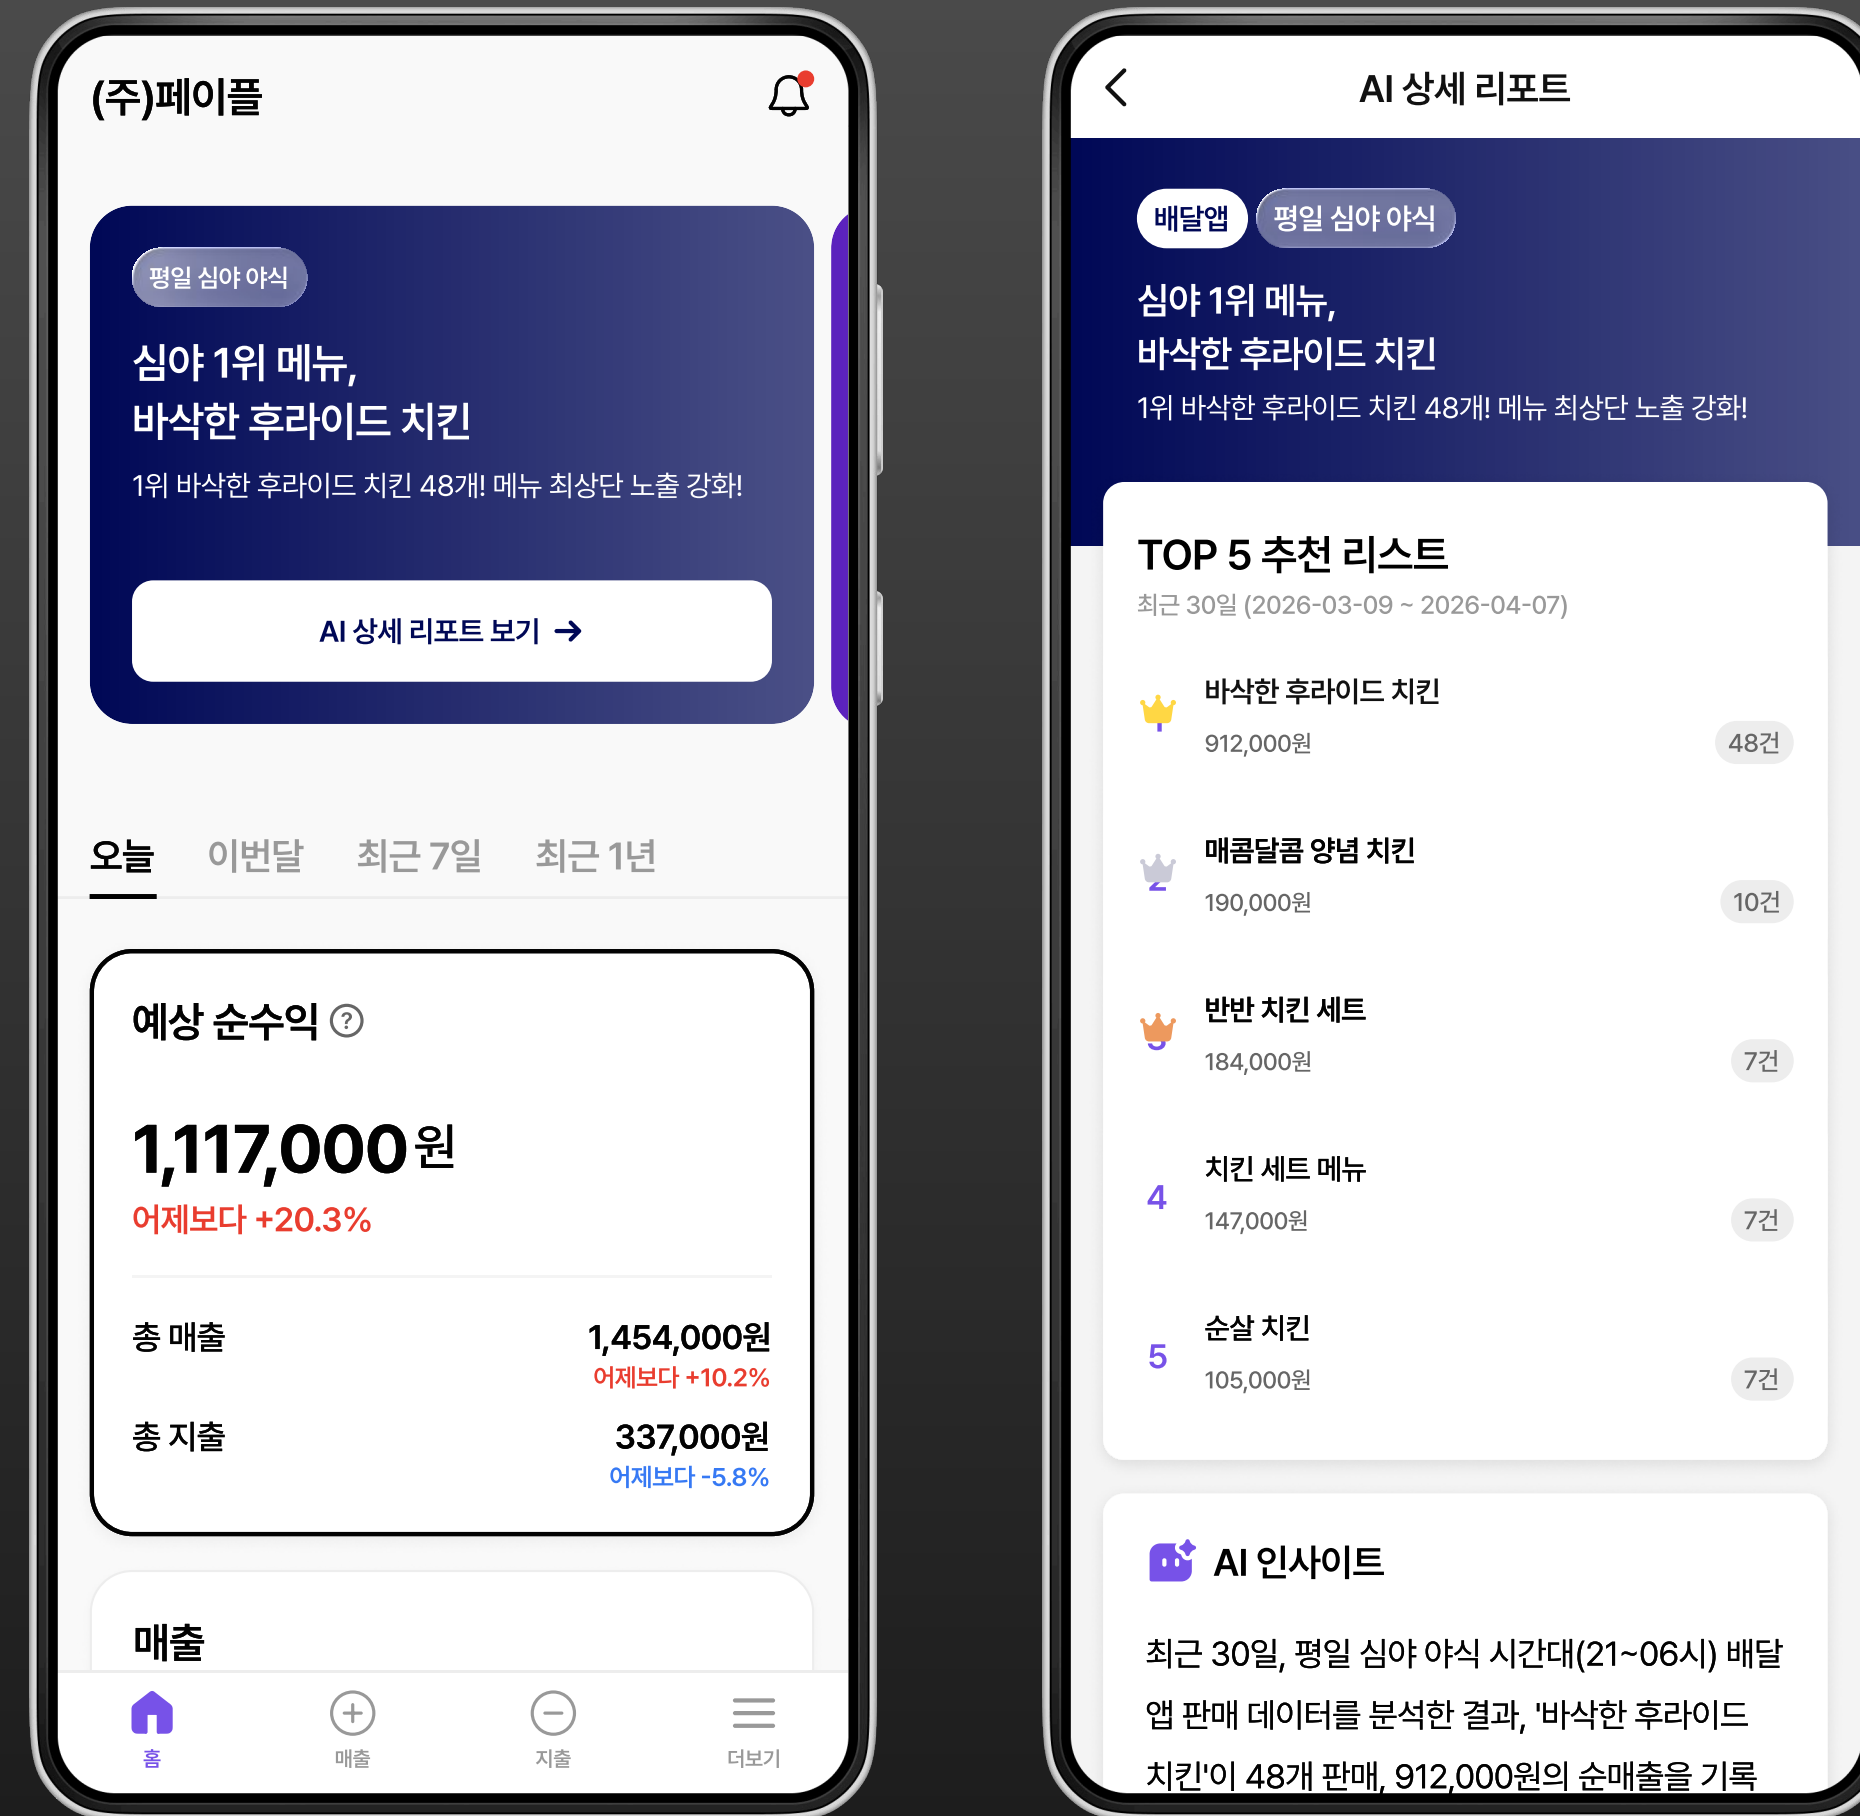 (주)페이플
평일 심야 야식
심야 1위 메뉴,
바삭한 후라이드 치킨
1위 바삭한 후라이드 치킨 48개! 메뉴 최상단 노출 강화!
AI 상세 리포트 보기 →
오늘 이번달 최근 7일 최근 1년
예상 순수익 ?
1,117,000원
어제보다 +20.3%
총 매출 1,454,000원
어제보다 +10.2%
총 지출 337,000원
어제보다 -5.8%
매출
홈 매출 지출 더보기
AI 상세 리포트
배달앱 평일 심야 야식
심야 1위 메뉴,
바삭한 후라이드 치킨
1위 바삭한 후라이드 치킨 48개! 메뉴 최상단 노출 강화!
TOP 5 추천 리스트
최근 30일 (2026-03-09 ~ 2026-04-07)
바삭한 후라이드 치킨
912,000원 48건
매콤달콤 양념 치킨
2 190,000원 10건
반반 치킨 세트
3 184,000원 7건
치킨 세트 메뉴
4 147,000원 7건
순살 치킨
5 105,000원 7건
AI 인사이트
최근 30일, 평일 심야 야식 시간대(21~06시) 배달
앱 판매 데이터를 분석한 결과, '바삭한 후라이드
치킨'이 48개 판매, 912,000원의 순매출을 기록